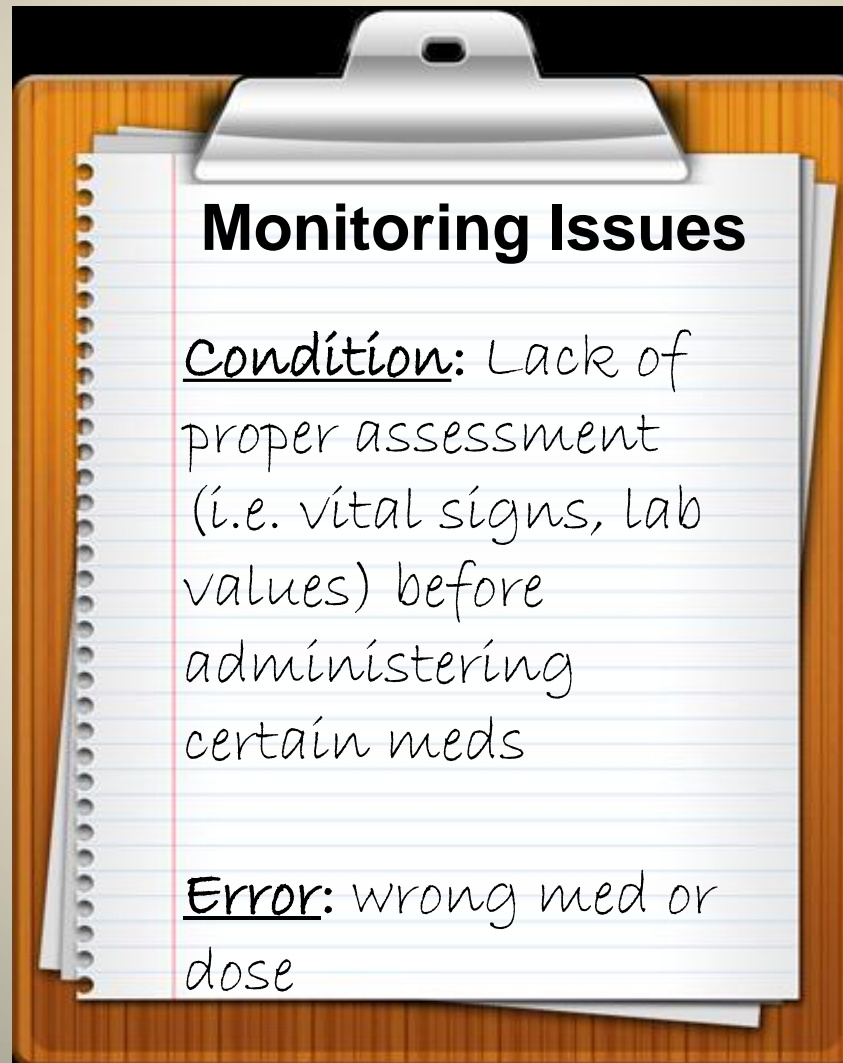 Monitoring Issues
Condition: Lack of
proper assessment
(i.e. vital signs, lab
values) before
administering
certain meds
Error: wrong med or
dose